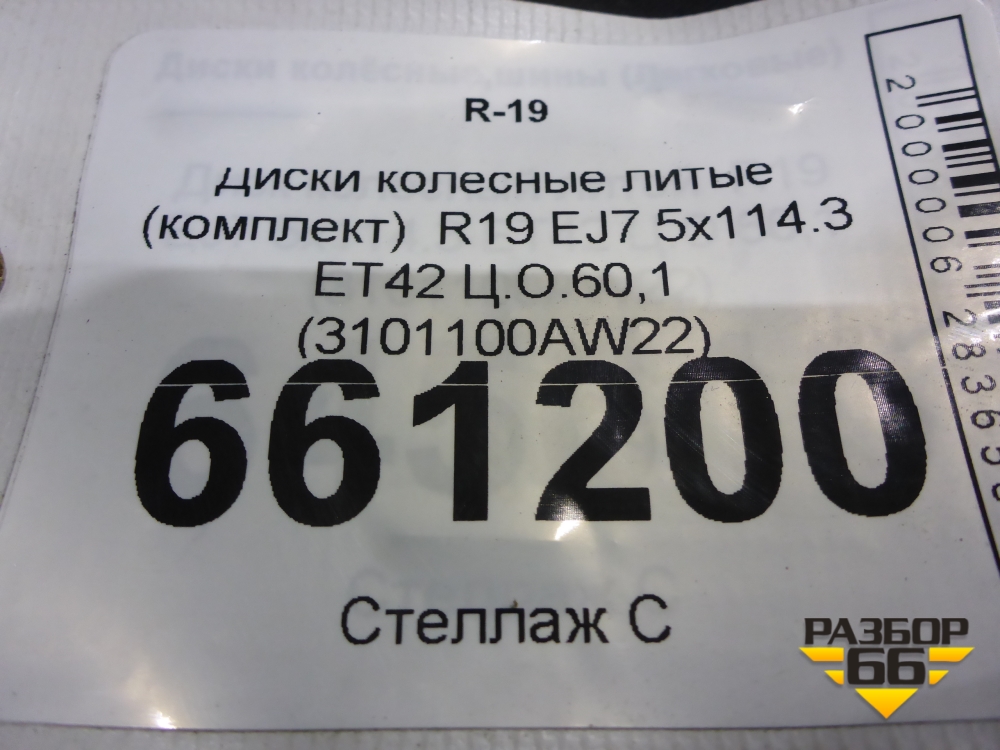 R-19
Диски колесные литые
(комплект) R19 EJ7 5x114.3
ET42 Ц.О.60,1
(3101100AW22)
661200
Стеллаж С
РАЗБОР
66